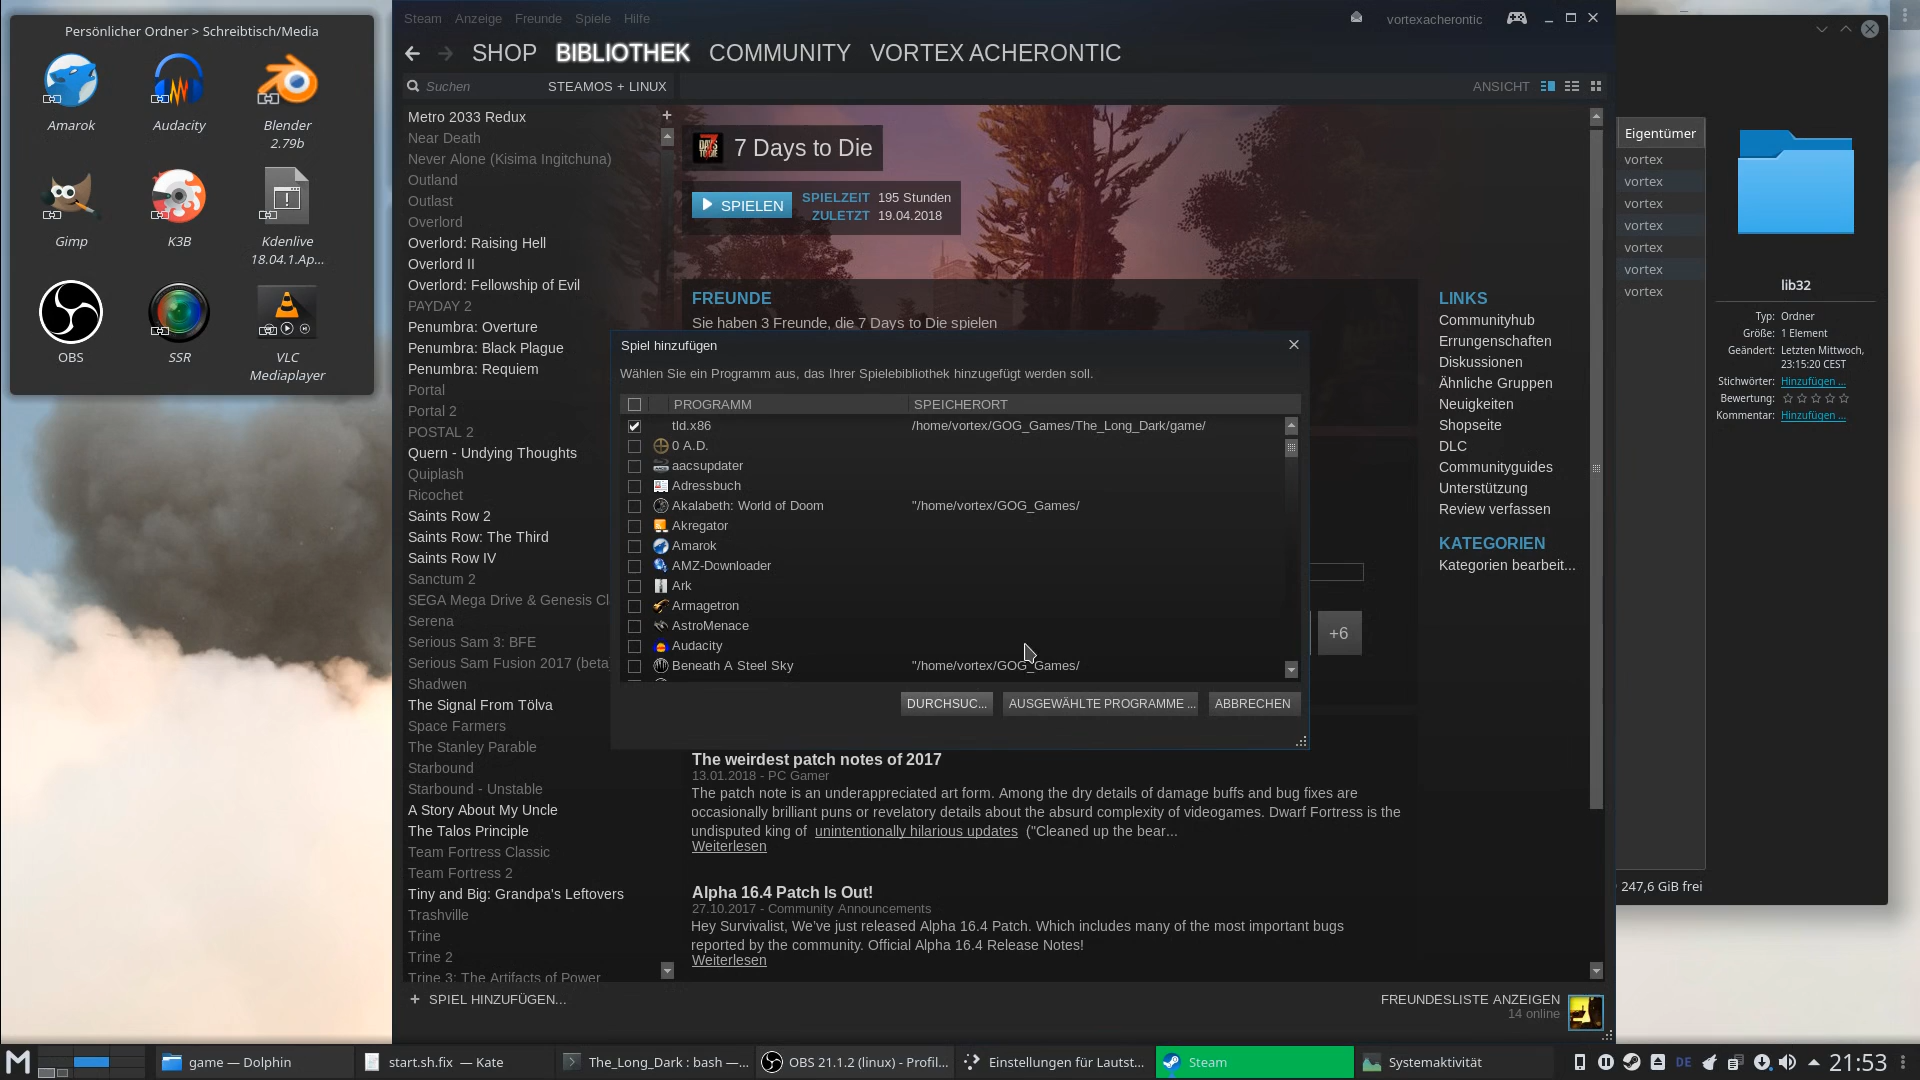 Persönlicher Ordner > Schreibtisch/Media
Amarok
Audacity
Blender
2.79b
Gimp
K3B
Kdenlive
18.04.1.Ap...
OBS
SSR
VLC
Mediaplayer
Steam Anzeige Freunde Spiele Hilfe
vortexacherontic
SHOP BIBLIOTHEK COMMUNITY VORTEX ACHERONTIC
Suchen
STEAMOS + LINUX
ANSICHT
Metro 2033 Redux
Near Death
Never Alone (Kisima Ingitchuna)
Outland
Outlast
Overlord
Overlord: Raising Hell
Overlord II
Overlord: Fellowship of Evil
PAYDAY 2
Penumbra: Overture
Penumbra: Black Plague
Penumbra: Requiem
Portal
Portal 2
POSTAL 2
Quern - Undying Thoughts
Quiplash
Ricochet
Saints Row 2
Saints Row: The Third
Saints Row IV
Sanctum 2
SEGA Mega Drive & Genesis Cl
Serena
Serious Sam 3: BFE
Serious Sam Fusion 2017 (beta
Shadwen
The Signal From Tölva
Space Farmers
The Stanley Parable
Starbound
Starbound - Unstable
A Story About My Uncle
The Talos Principle
Team Fortress Classic
Team Fortress 2
Tiny and Big: Grandpa's Leftovers
Trashville
Trine
Trine 2
Trine 3: The Artifacts of Power
7 DAYS TO DIE
7 Days to Die
SPIELEN
SPIELZEIT 195 Stunden
ZULETZT 19.04.2018
FREUNDE
Sie haben 3 Freunde, die 7 Days to Die spielen
LINKS
Communityhub
Errungenschaften
Diskussionen
Ähnliche Gruppen
Neuigkeiten
Shopseite
DLC
Communityguides
Unterstützung
Review verfassen
KATEGORIEN
Kategorien bearbeit...
+6
Spiel hinzufügen
Wählen Sie ein Programm aus, das Ihrer Spielebibliothek hinzugefügt werden soll.
PROGRAMM SPEICHERORT
tld.x86 /home/vortex/GOG_Games/The_Long_Dark/game/
0 A.D.
aacsupdater
Adressbuch
Akalabeth: World of Doom "/home/vortex/GOG_Games/
Akregator
Amarok
AMZ-Downloader
Ark
Armagetron
AstroMenace
Audacity
Beneath A Steel Sky "/home/vortex/GOG_Games/
DURCHSUC... AUSGEWÄHLTE PROGRAMME ... ABBRECHEN
The weirdest patch notes of 2017
13.01.2018 - PC Gamer
The patch note is an underappreciated art form. Among the dry details of damage buffs and bug fixes are
occasionally brilliant puns or revelatory details about the absurd complexity of videogames. Dwarf Fortress is the
undisputed king of unintentionally hilarious updates ("Cleaned up the bear...
Weiterlesen
Alpha 16.4 Patch Is Out!
27.10.2017 - Community Announcements
Hey Survivalist, We've just released Alpha 16.4 Patch. Which includes many of the most important bugs
reported by the community. Official Alpha 16.4 Release Notes!
Weiterlesen
+ SPIEL HINZUFÜGEN...
FREUNDESLISTE ANZEIGEN
14 online
Eigentümer
vortex
vortex
vortex
vortex
vortex
vortex
vortex
lib32
Typ: Ordner
Größe: 1 Element
Geändert: Letzten Mittwoch,
23:15:20 CEST
Stichwörter: Hinzufügen ...
Bewertung:
Kommentar: Hinzufügen ...
247,6 GiB frei
game — Dolphin
start.sh.fix — Kate
The_Long_Dark : bash —...
OBS 21.1.2 (linux) - Profil...
Einstellungen für Lautst...
Steam
Systemaktivität
DE
21:53